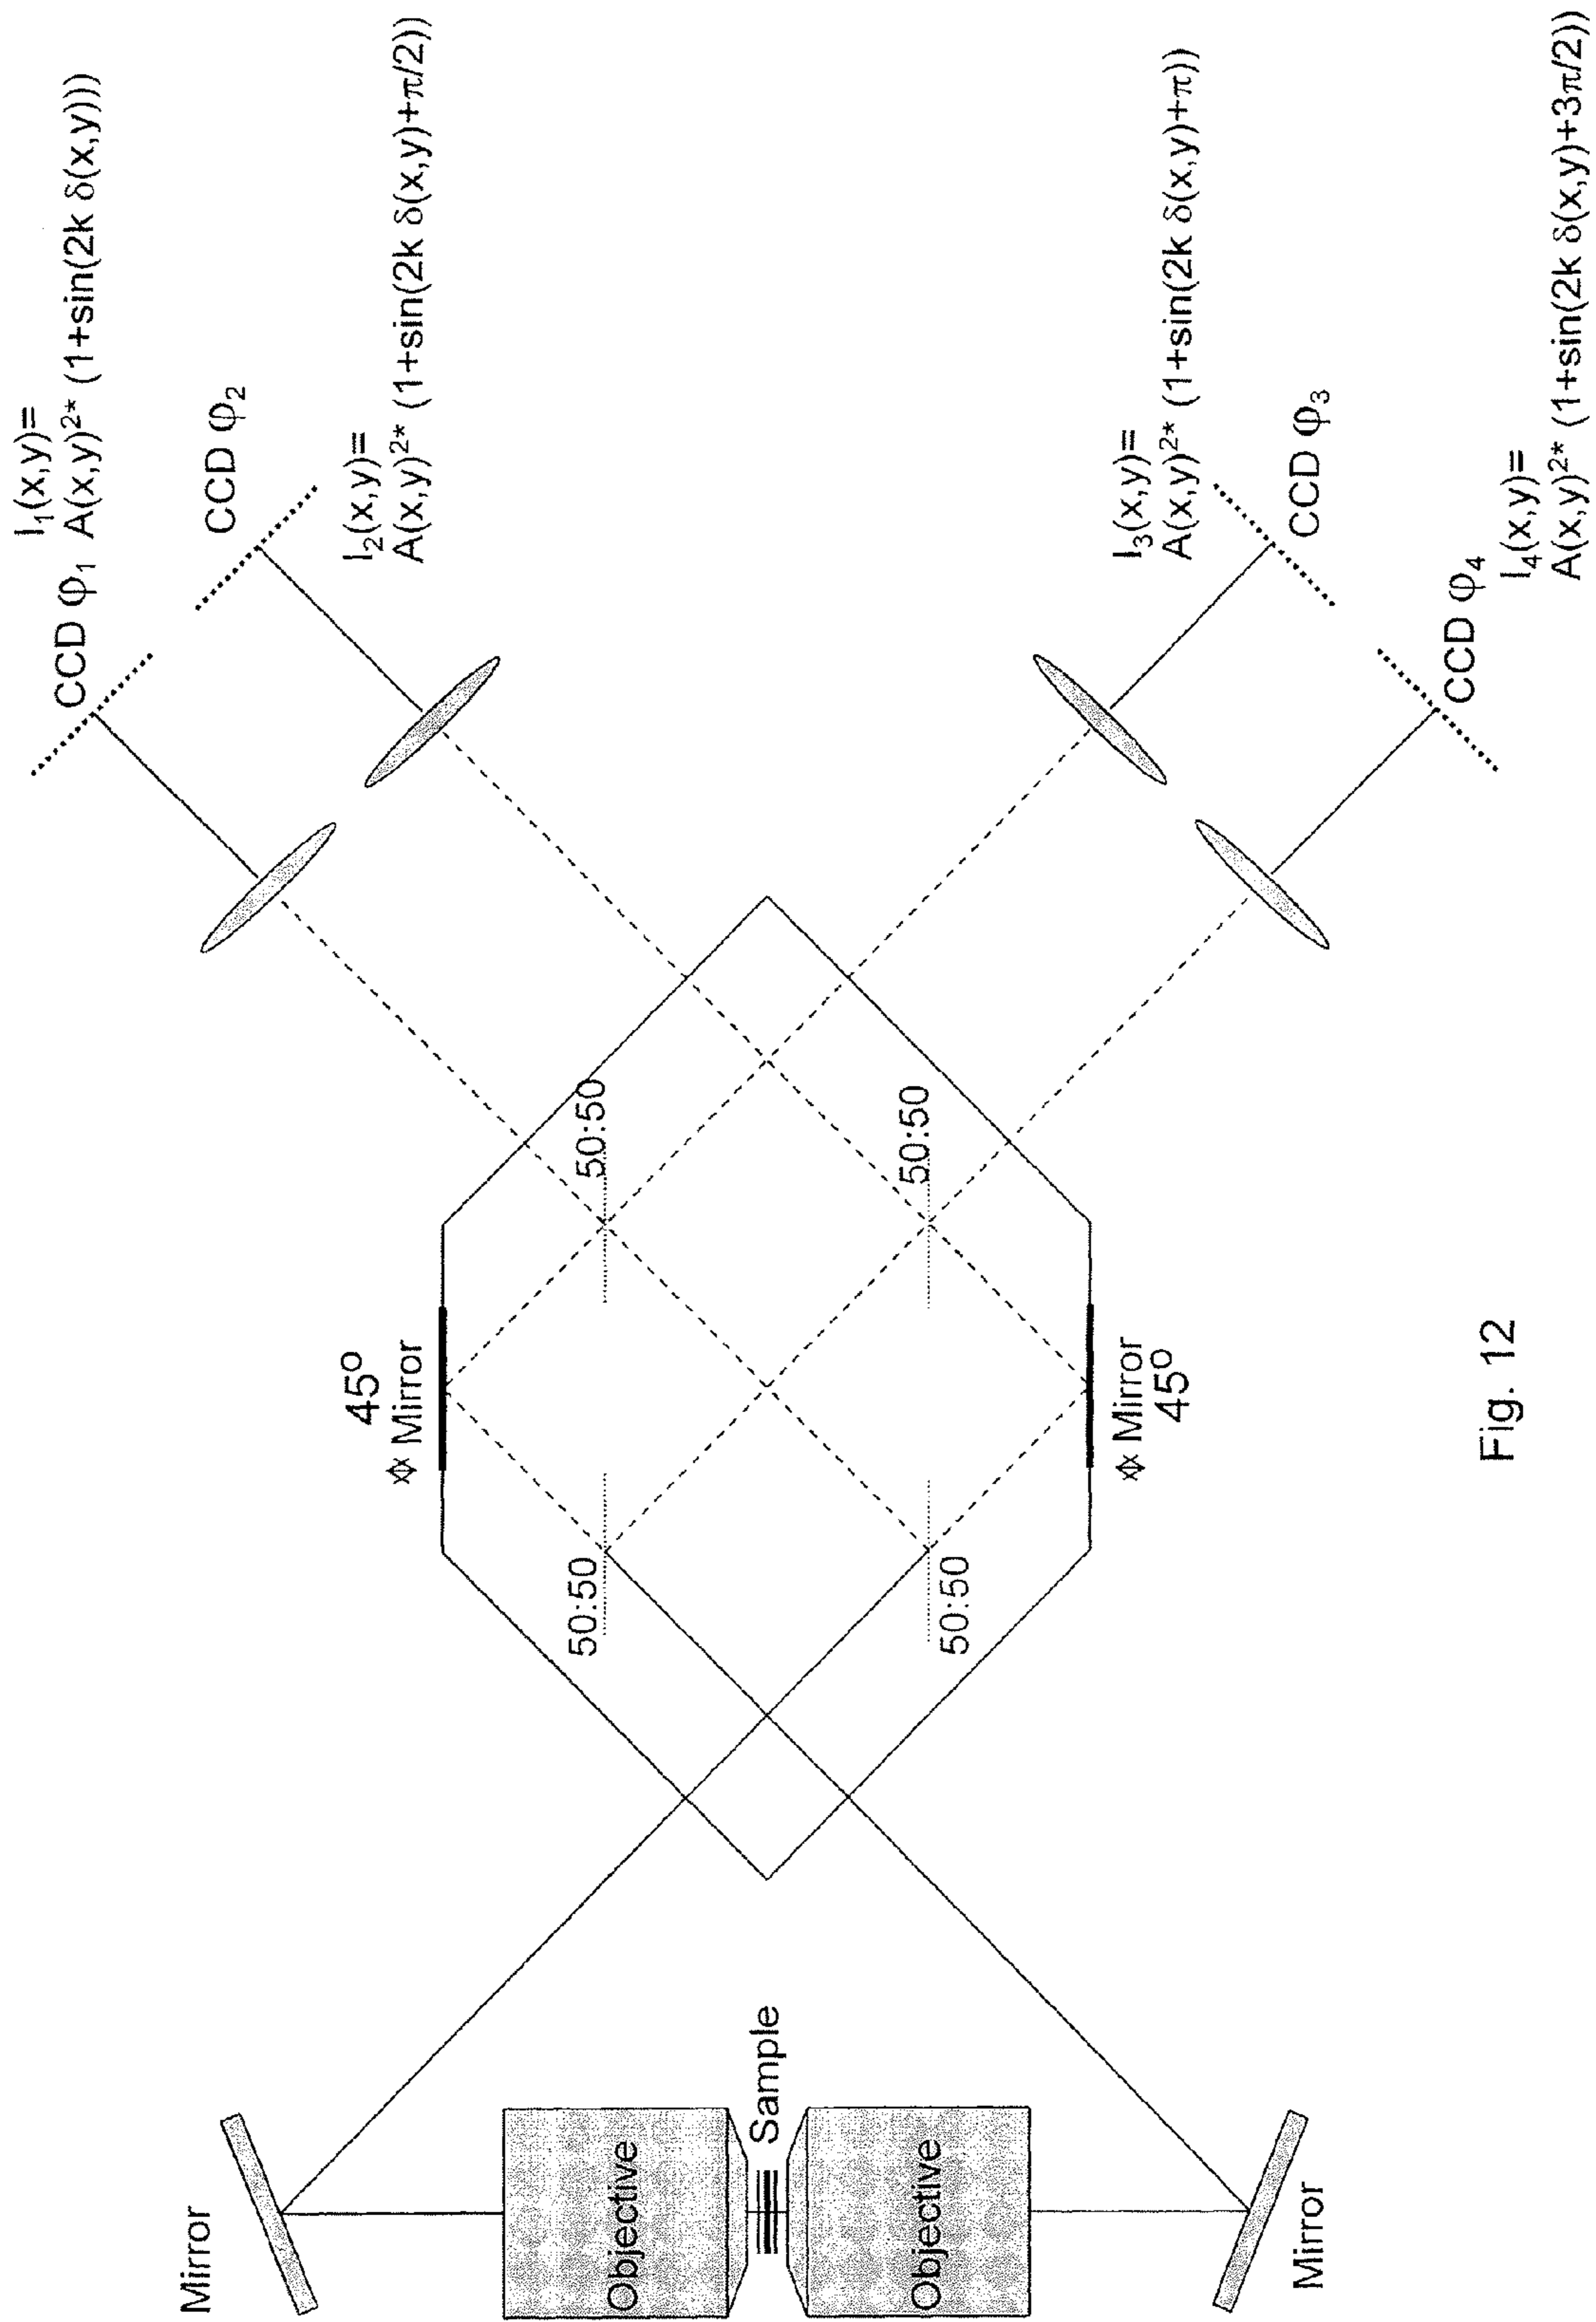 Mirror
Objective
Sample
Objective
Mirror
50:50
50:50
45°
Φ Mirror
Φ Mirror
45°
50:50
50:50
CCD φ₁
I₁(x,y)=
A(x,y)²* (1+sin(2k δ(x,y)))
CCD φ₂
I₂(x,y)=
A(x,y)²* (1+sin(2k δ(x,y)+π/2))
I₃(x,y)=
A(x,y)²* (1+sin(2k δ(x,y)+π))
CCD φ₃
CCD φ₄
I₄(x,y)=
A(x,y)²* (1+sin(2k δ(x,y)+3π/2))
Fig. 12